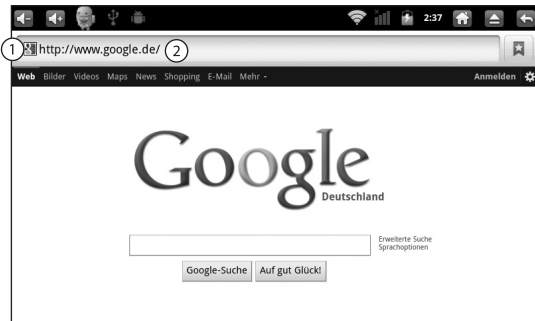 2:37
1 http://www.google.de/ 2
Web Bilder Videos Maps News Shopping E-Mail Mehr Anmelden
Google
Deutschland
Erweiterte Suche
Sprachoptionen
Google-Suche Auf gut Glück!